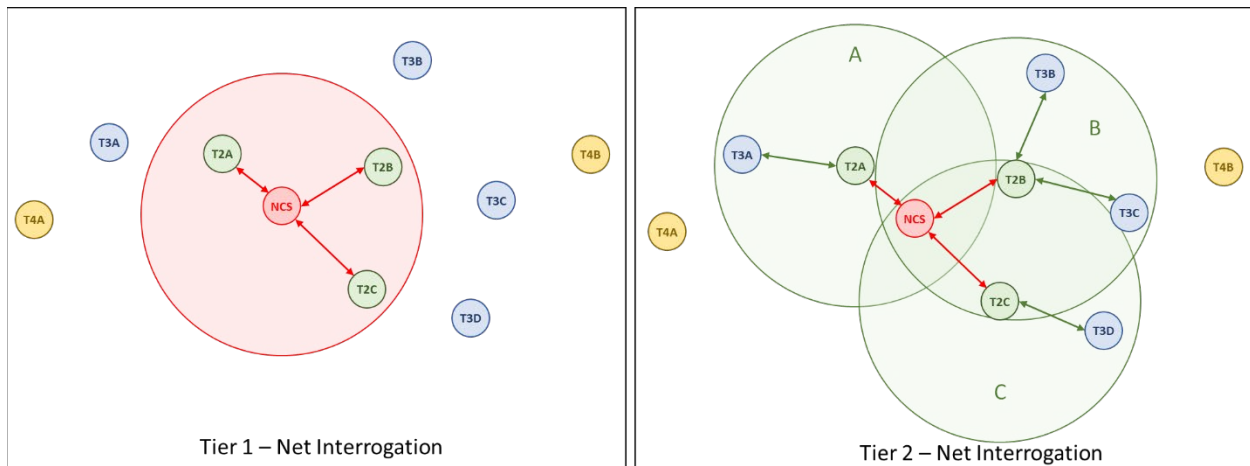 T3B
T3A
T2A
T2B
T4B
NCS
T3C
T4A
T2C
T3D
Tier 1 – Net Interrogation
A
T3B
B
T3A
T2A
T2B
T4B
NCS
T3C
T4A
T2C
T3D
C
Tier 2 – Net Interrogation